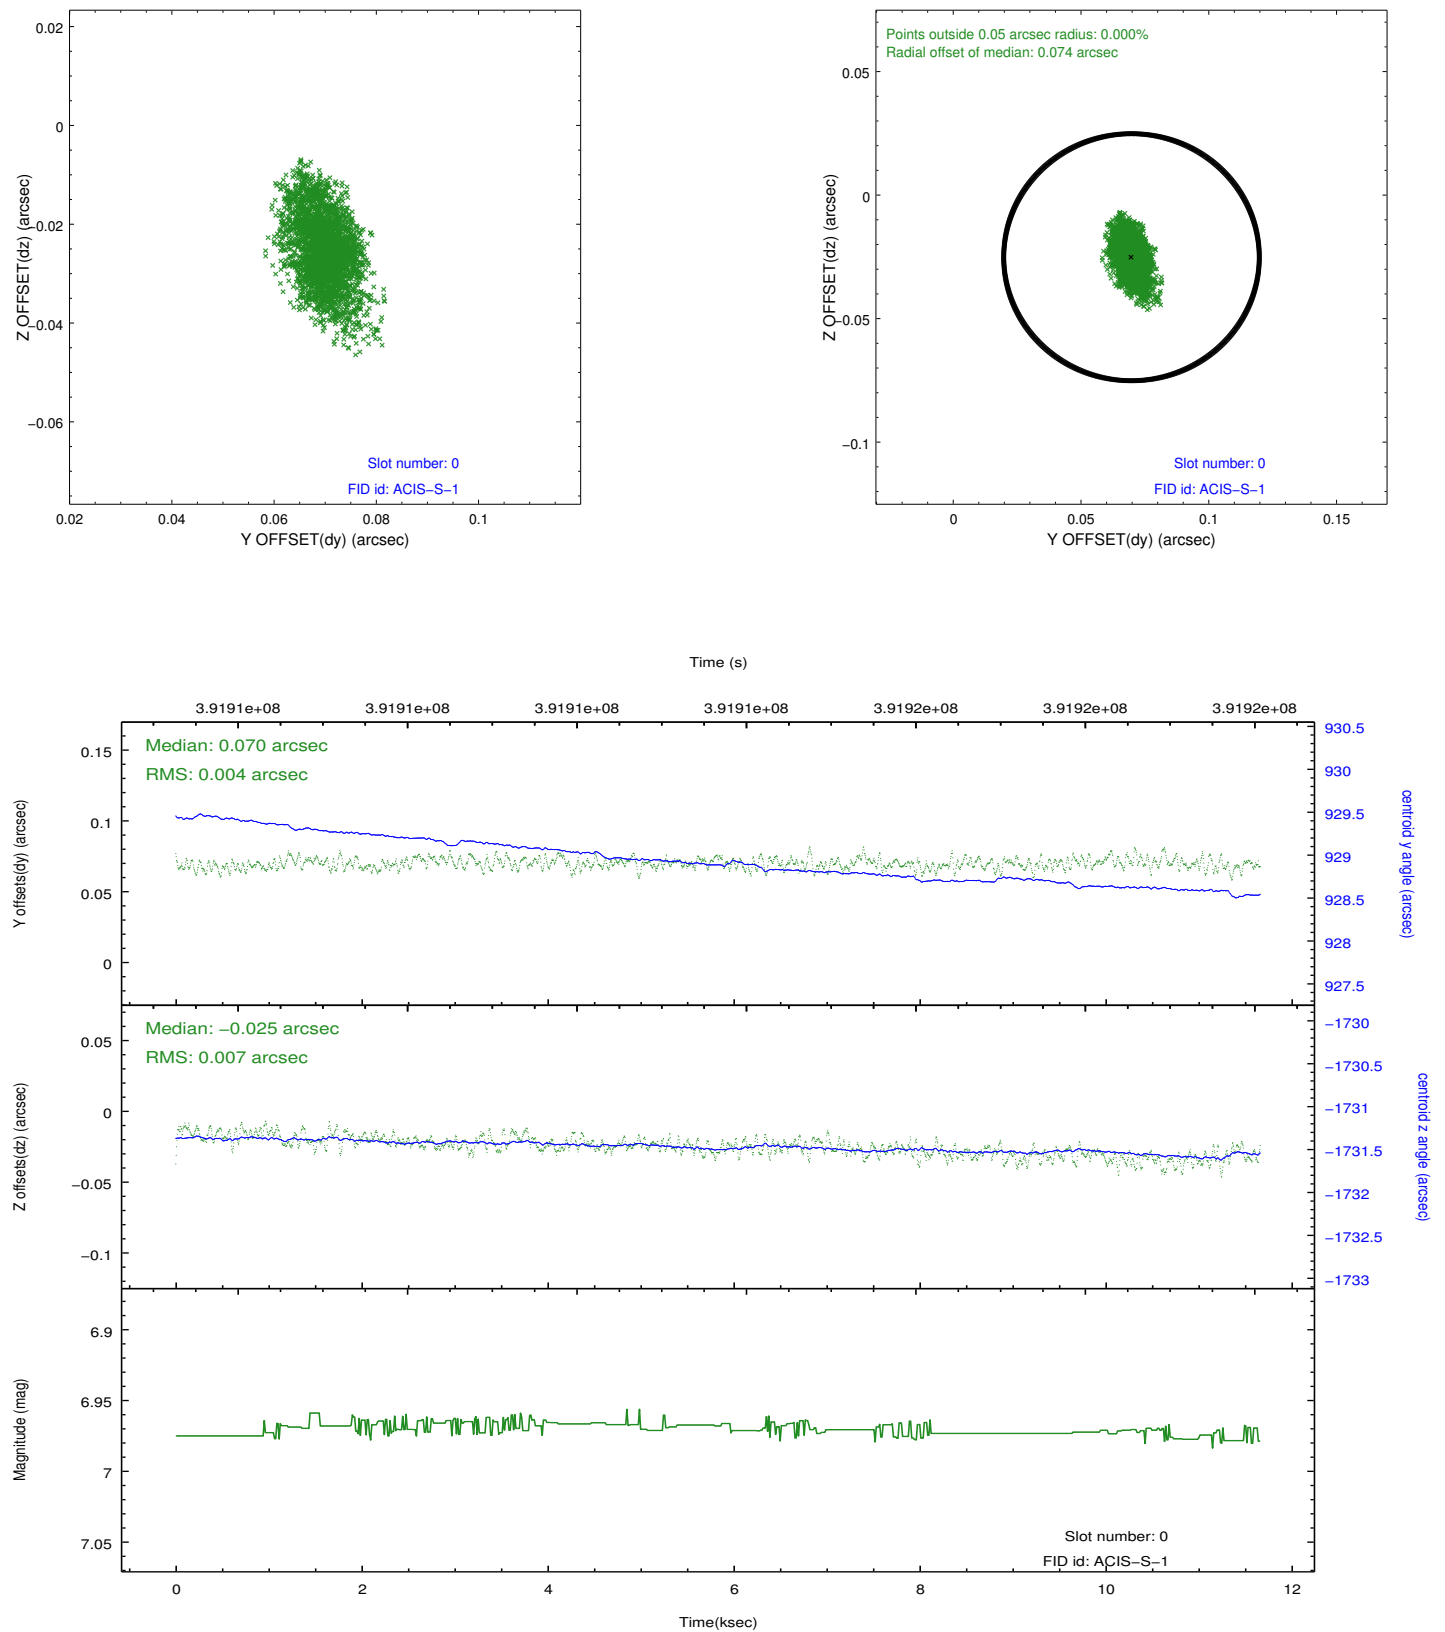 0.02
0
−0.02
−0.04
−0.06
Z OFFSET(dz) (arcsec)
Slot number: 0
FID id: ACIS−S−1
0.02 0.04 0.06 0.08 0.1
Y OFFSET(dy) (arcsec)
Points outside 0.05 arcsec radius: 0.000%
Radial offset of median: 0.074 arcsec
0.05
0
−0.05
−0.1
Z OFFSET(dz) (arcsec)
Slot number: 0
FID id: ACIS−S−1
0 0.05 0.1 0.15
Y OFFSET(dy) (arcsec)
Time (s)
3.9191e+08 3.9191e+08 3.9191e+08 3.9191e+08 3.9192e+08 3.9192e+08 3.9192e+08
Median: 0.070 arcsec
RMS: 0.004 arcsec
0.15
0.1
0.05
0
Y offsets(dy) (arcsec)
930.5
930
929.5
929
928.5
928
927.5
centroid y angle (arcsec)
Median: −0.025 arcsec
RMS: 0.007 arcsec
0.05
0
−0.05
−0.1
Z offsets(dz) (arcsec)
−1730
−1730.5
−1731
−1731.5
−1732
−1732.5
−1733
centroid z angle (arcsec)
6.9
6.95
7
7.05
Magnitude (mag)
Slot number: 0
FID id: ACIS−S−1
0 2 4 6 8 10 12
Time(ksec)